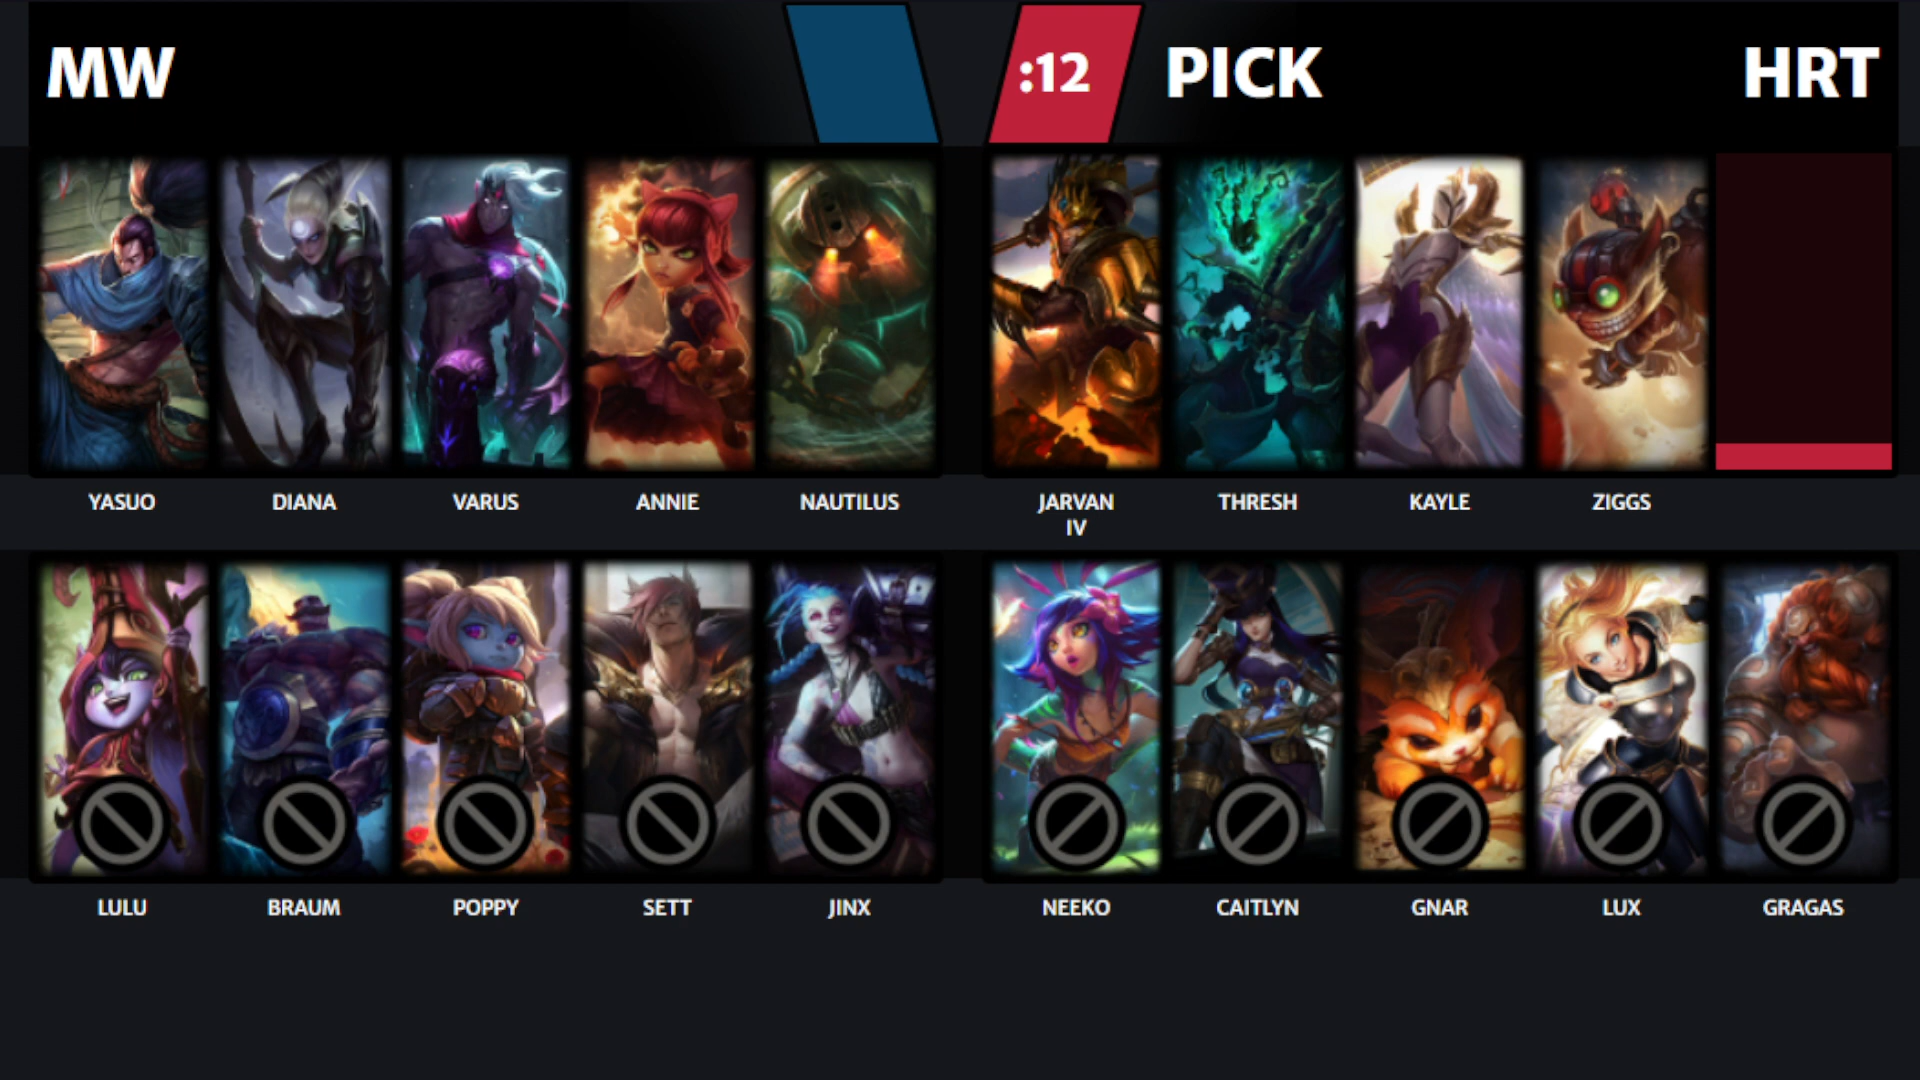 MW
:12 PICK
HRT
YASUO
DIANA
VARUS
ANNIE
NAUTILUS
JARVAN
IV
THRESH
KAYLE
ZIGGS
LULU
BRAUM
POPPY
SETT
JINX
NEEKO
CAITLYN
GNAR
LUX
GRAGAS